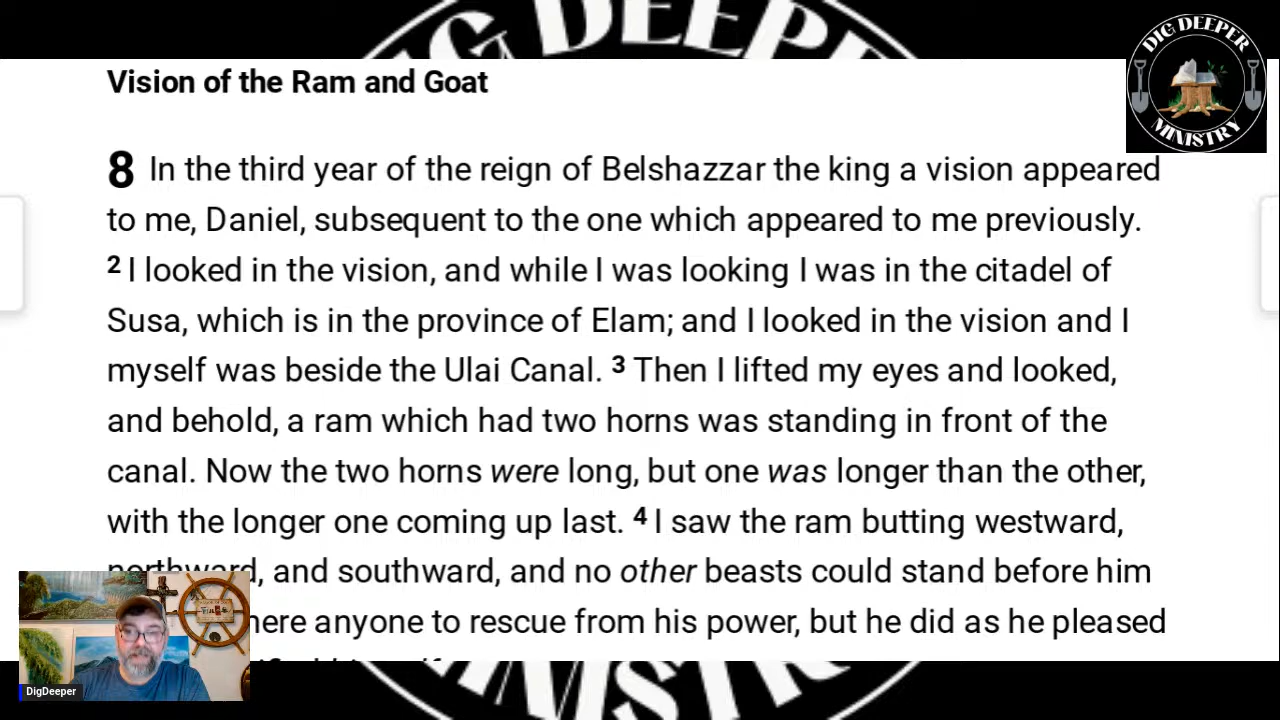 DIG DEEPER
Vision of the Ram and Goat
DIG DEEPER
MINISTRY
8 In the third year of the reign of Belshazzar the king a vision appeared
to me, Daniel, subsequent to the one which appeared to me previously.
2 I looked in the vision, and while I was looking I was in the citadel of
Susa, which is in the province of Elam; and I looked in the vision and I
myself was beside the Ulai Canal. 3 Then I lifted my eyes and looked,
and behold, a ram which had two horns was standing in front of the
canal. Now the two horns were long, but one was longer than the other,
with the longer one coming up last. 4 I saw the ram butting westward,
northward, and southward, and no other beasts could stand before him
here anyone to rescue from his power, but he did as he pleased
DigDeeper